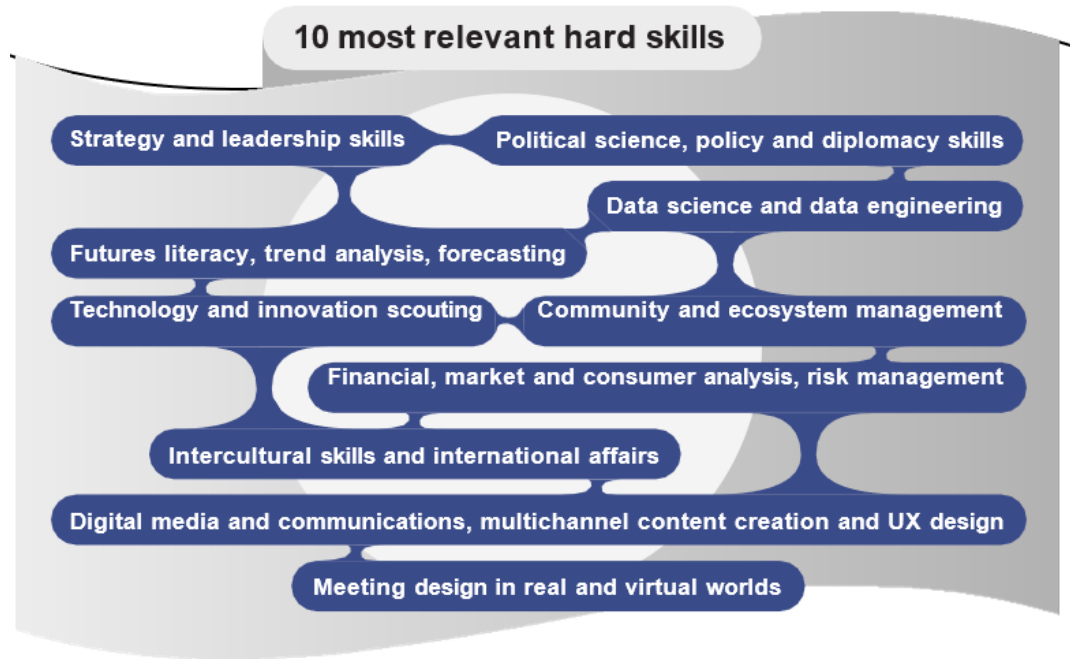 10 most relevant hard skills
Strategy and leadership skills
Political science, policy and diplomacy skills
Data science and data engineering
Futures literacy, trend analysis, forecasting
Technology and innovation scouting
Community and ecosystem management
Financial, market and consumer analysis, risk management
Intercultural skills and international affairs
Digital media and communications, multichannel content creation and UX design
Meeting design in real and virtual worlds